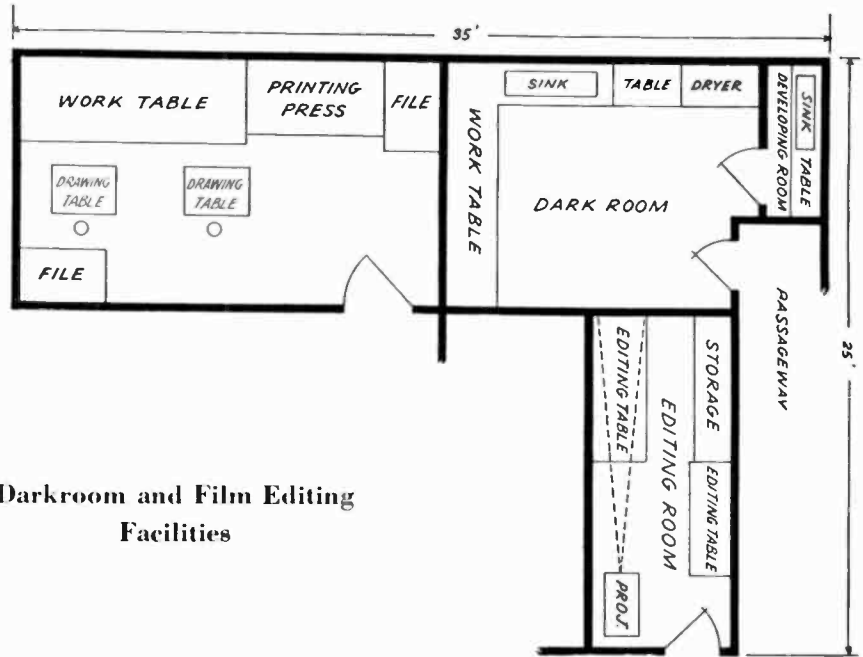 35'
WORK TABLE
PRINTING
PRESS
FILE
DRAWING
TABLE
DRAWING
TABLE
FILE
WORK TABLE
SINK
TABLE
DRYER
DARK ROOM
DEVELOPING ROOM
SINK
TABLE
PASSAGEWAY
25'
EDITING TABLE
STORAGE
EDITING ROOM
EDITING TABLE
PROJ.
Darkroom and Film Editing
Facilities